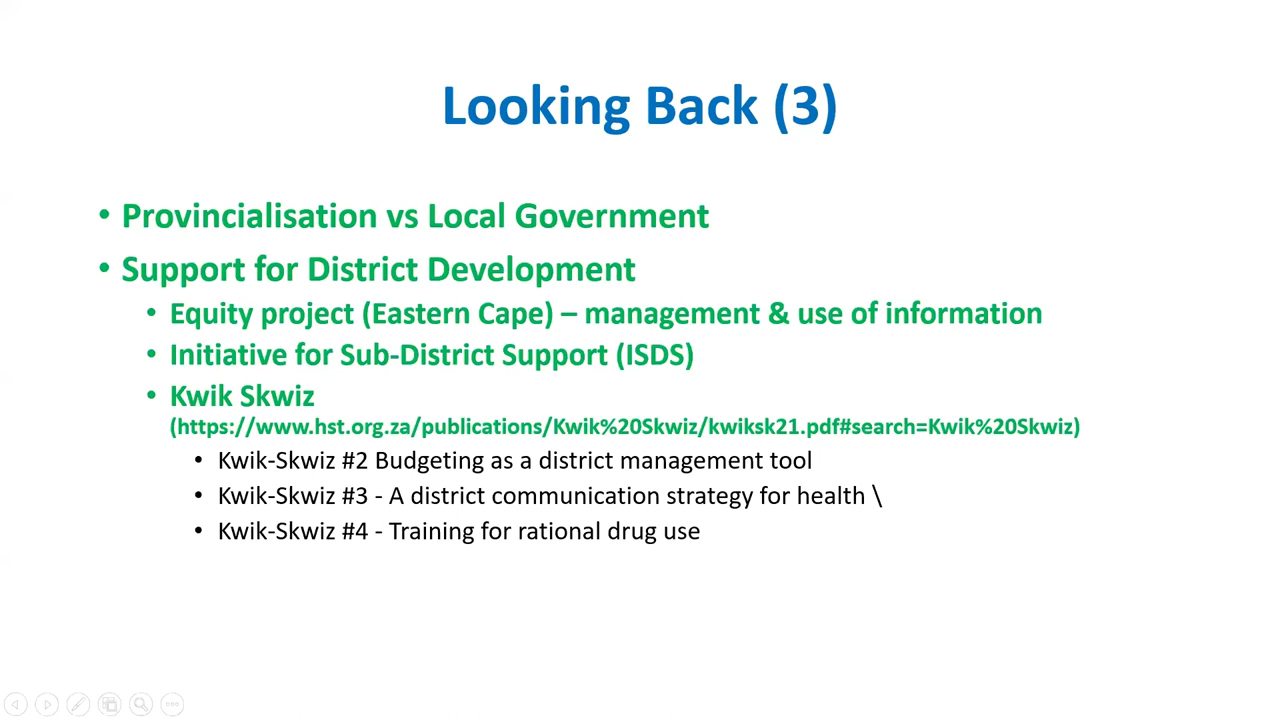 Looking Back (3)
• Provincialisation vs Local Government
• Support for District Development
• Equity project (Eastern Cape) – management & use of information
• Initiative for Sub-District Support (ISDS)
• Kwik Skwiz
(https://www.hst.org.za/publications/Kwik%20Skwiz/kwiksk21.pdf#search=Kwik%20Skwiz)
• Kwik-Skwiz #2 Budgeting as a district management tool
• Kwik-Skwiz #3 - A district communication strategy for health \
• Kwik-Skwiz #4 - Training for rational drug use